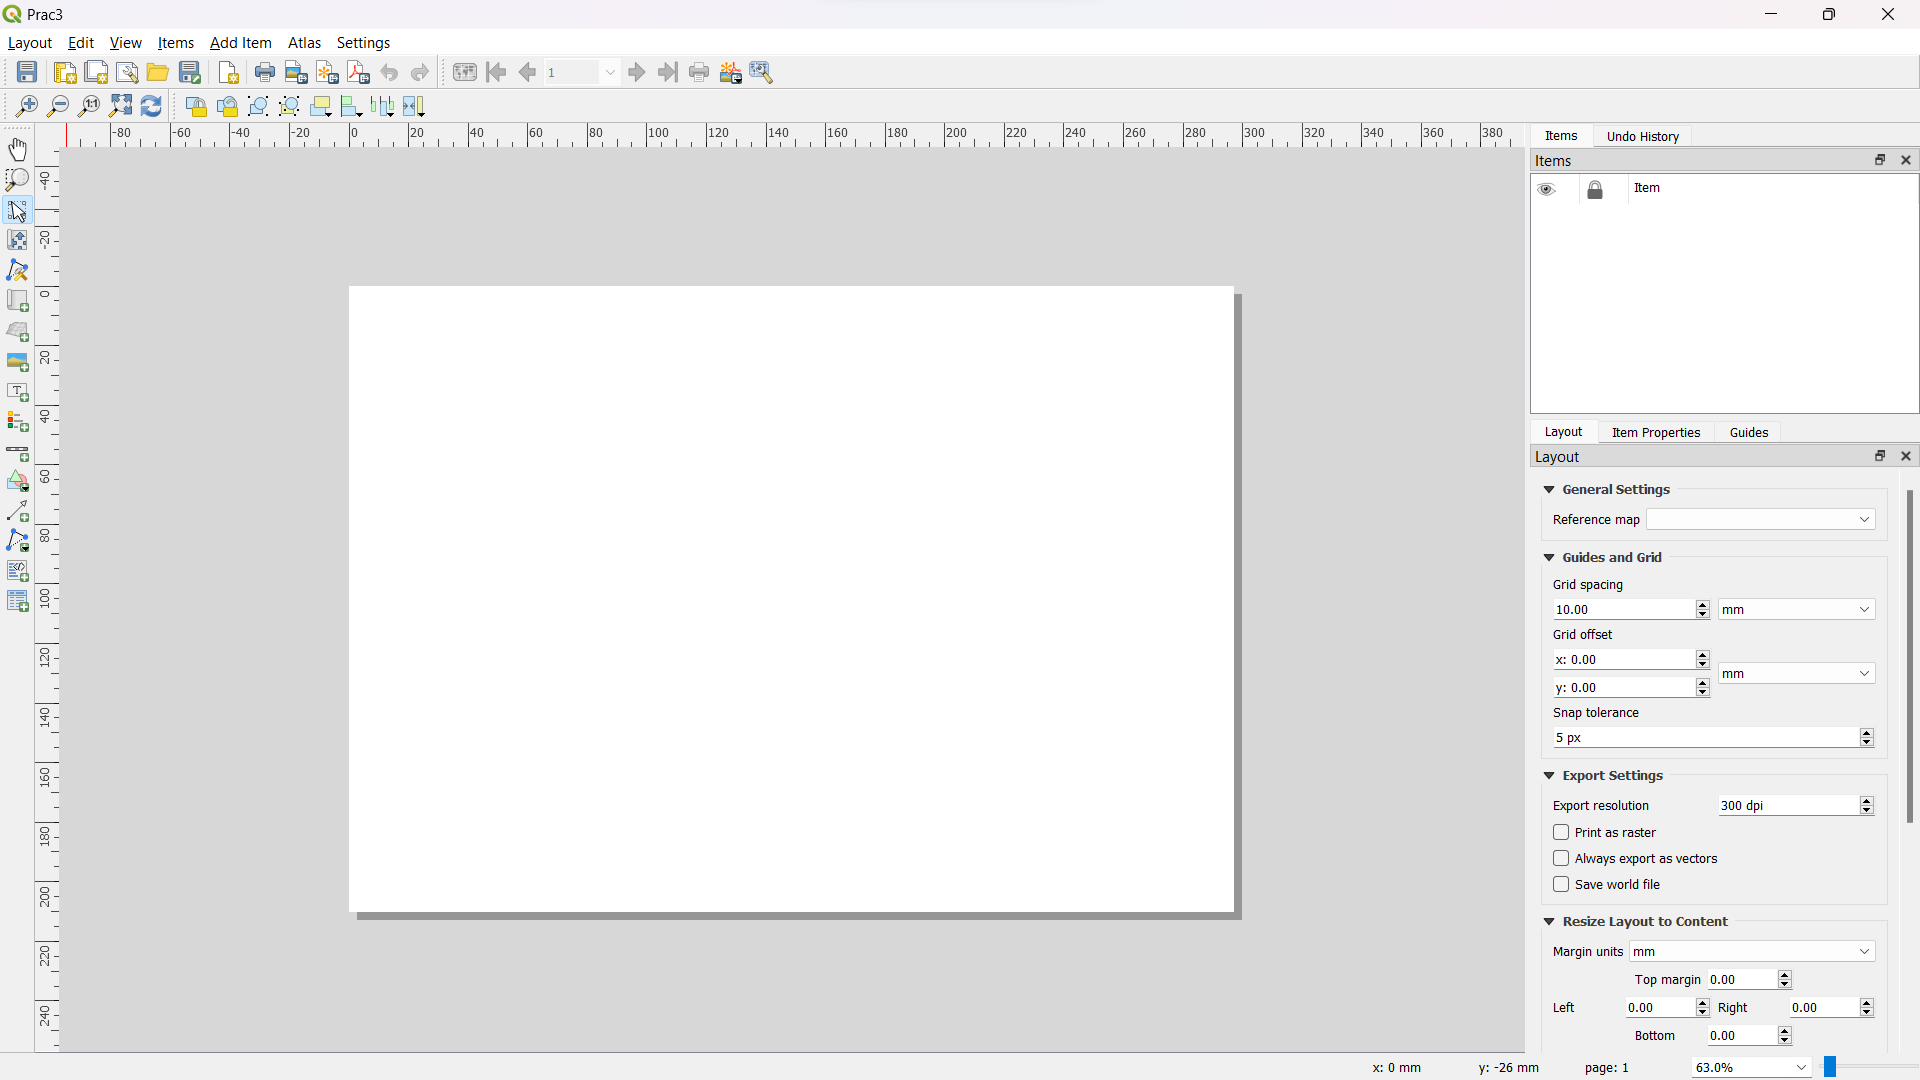 Prac3
Layout Edit View Items Add Item Atlas Settings
1
-80 -60 -40 -20 0 20 40 60 80 100 120 140 160 180 200 220 240 260 280 300 320 340 360 380
-40
-20
0
20
40
60
80
100
120
140
160
180
200
220
240
Items Undo History
Items
Item
Layout Item Properties Guides
Layout
General Settings
Reference map
Guides and Grid
Grid spacing
10.00 mm
Grid offset
x: 0.00
mm
y: 0.00
Snap tolerance
5 px
Export Settings
Export resolution 300 dpi
Print as raster
Always export as vectors
Save world file
Resize Layout to Content
Margin units mm
Top margin 0.00
Left 0.00 Right 0.00
Bottom 0.00
x: 0 mm y: -26 mm page: 1 63.0%